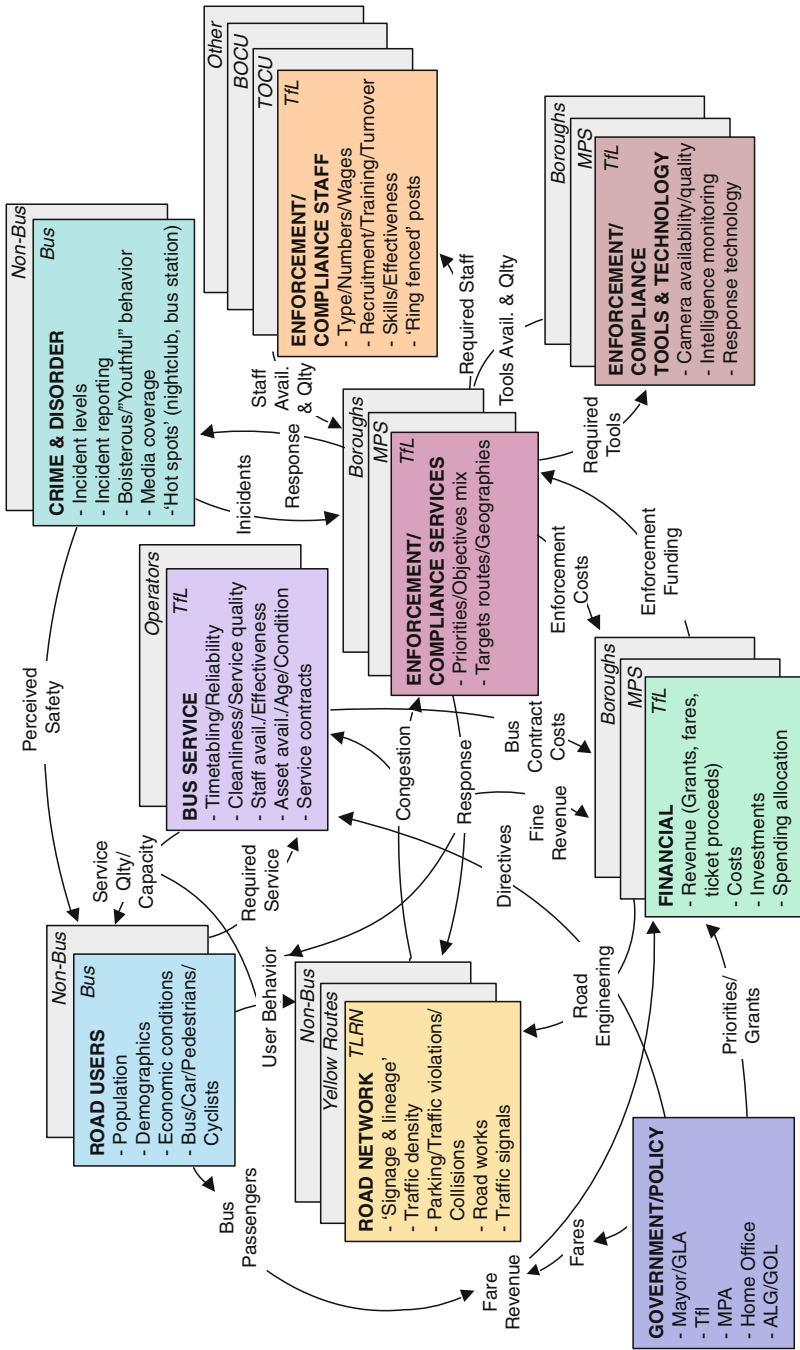 Non-Bus
Bus
CRIME & DISORDER
- Incident levels
- Incident reporting
- Boisterous/”Youthful” behavior
- Media coverage
-‘Hot spots’ (nightclub, bus station)
Perceived
Safety
Non-Bus
Bus
ROAD USERS
- Population
- Demographics
- Economic conditions
- Bus/Car/Pedestrians/
Cyclists
Service
Qlty/
Capacity
Required
Service
Operators
TfL
BUS SERVICE
- Timetabling/Reliability
- Cleanliness/Service quality
- Staff avail./Effectiveness
- Asset avail./Age/Condition
- Service contracts
Inicidents
Response
Staff
Avail.
& Qlty
Other
BOCU
TOCU
TfL
ENFORCEMENT/
COMPLIANCE STAFF
- Type/Numbers/Wages
- Recruitment/Training/Turnover
- Skills/Effectiveness
- ‘Ring fenced’ posts
Bus
Passengers
User Behavior
Non-Bus
Yellow Routes
TLRN
ROAD NETWORK
- ‘Signage & lineage’
- Traffic density
- Parking/Traffic violations/
Collisions
- Road works
- Traffic signals
Congestion
Response
Boroughs
MPS
TfL
ENFORCEMENT/
COMPLIANCE SERVICES
- Priorities/Objectives mix
- Targets routes/Geographies
Required Staff
Tools Avail. & Qlty
Fare
Revenue
Fares
Road
Engineering
Directives
Fine
Revenue
Bus
Contract
Costs
Enforcement
Costs
Enforcement
Funding
Required
Tools
Boroughs
MPS
TfL
ENFORCEMENT/
COMPLIANCE
TOOLS & TECHNOLOGY
- Camera availability/quality
- Intelligence monitoring
- Response technology
GOVERNMENT/POLICY
- Mayor/GLA
- Tfl
- MPA
- Home Office
- ALG/GOL
Priorities/
Grants
Boroughs
MPS
TfL
FINANCIAL
- Revenue (Grants, fares,
ticket proceeds)
- Costs
- Investments
- Spending allocation